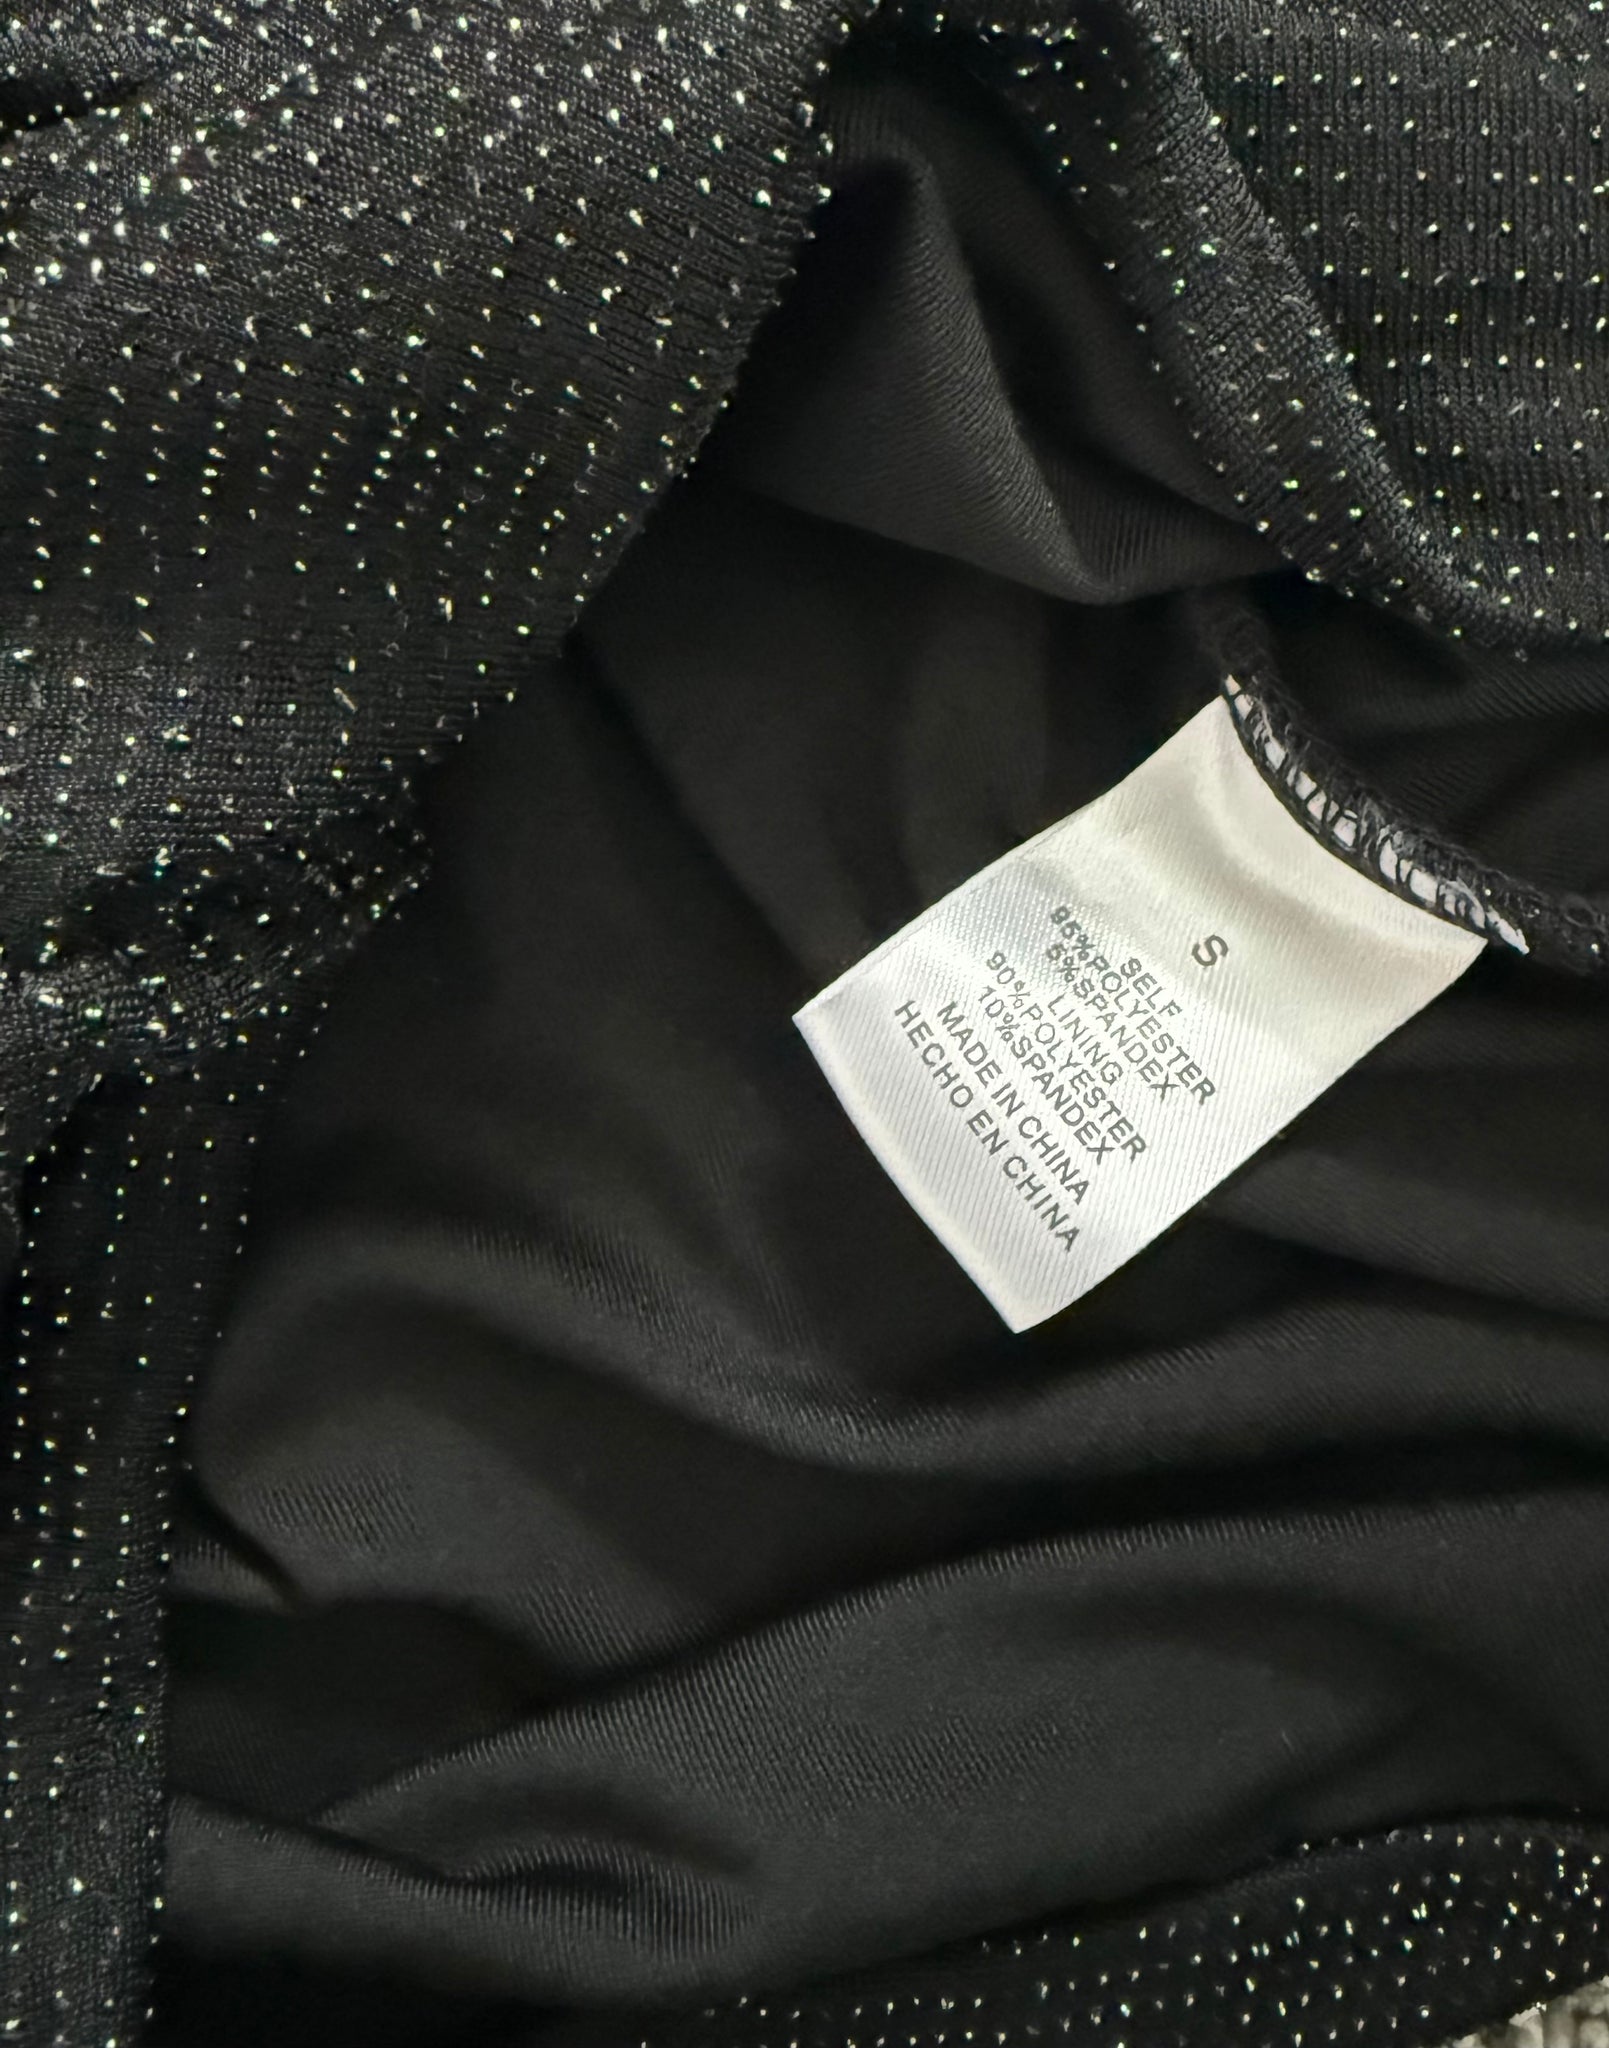 S
SELF
95%POLYESTER
5%SPANDEX
LINING
90%POLYESTER
10%SPANDEX
MADE IN CHINA
HECHO EN CHINA